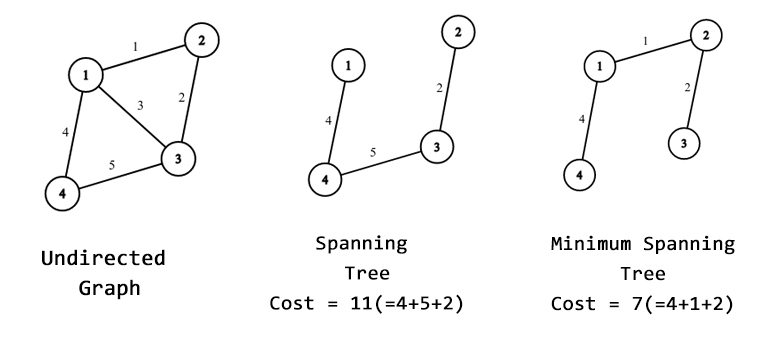 1
2
1
2
3
4
3
5
4
1
2
2
4
3
5
4
1
2
1
2
4
3
4
Undirected
Graph
Spanning
Tree
Cost = 11(=4+5+2)
Minimum Spanning
Tree
Cost = 7(=4+1+2)